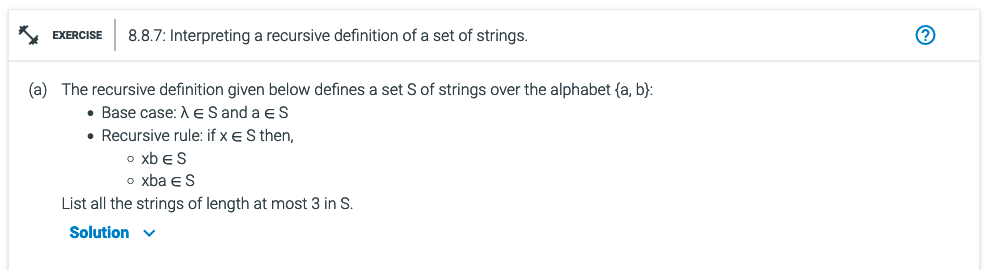 EXERCISE 8.8.7: Interpreting a recursive definition of a set of strings. ?
(a) The recursive definition given below defines a set S of strings over the alphabet {a, b}:
• Base case: λ ∈ S and a ∈ S
• Recursive rule: if x ∈ S then,
○ xb ∈ S
○ xba ∈ S
List all the strings of length at most 3 in S.
Solution